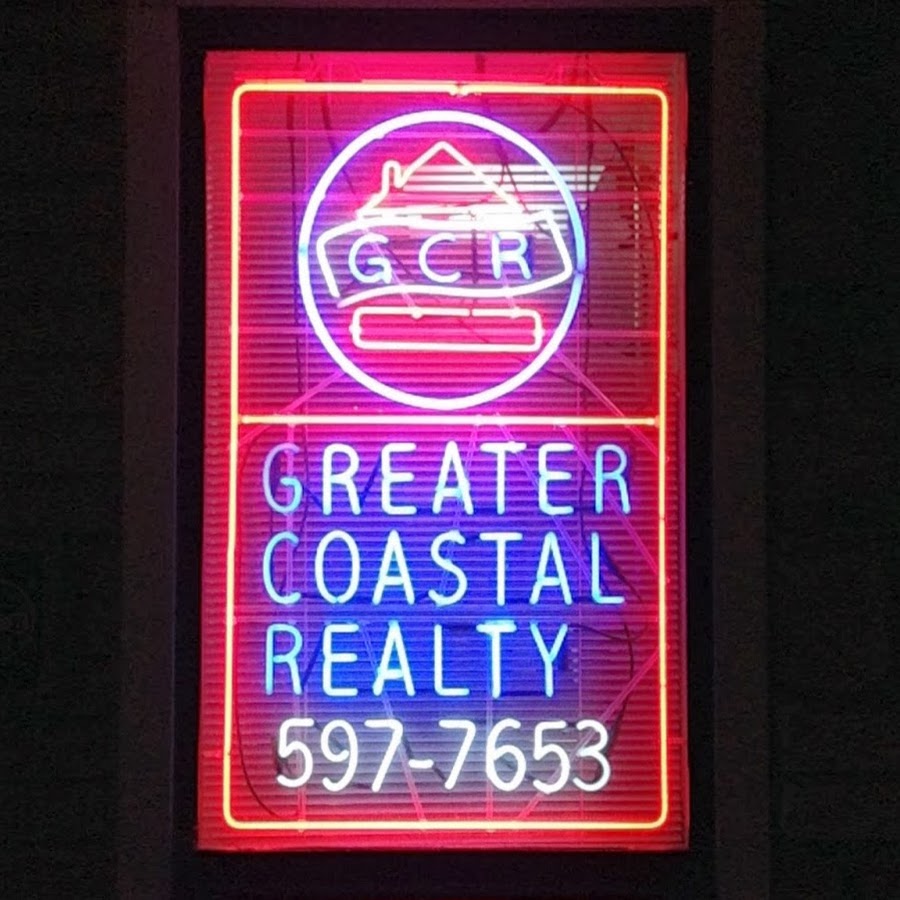 GCR
GREATER
COASTAL
REALTY
597-7653